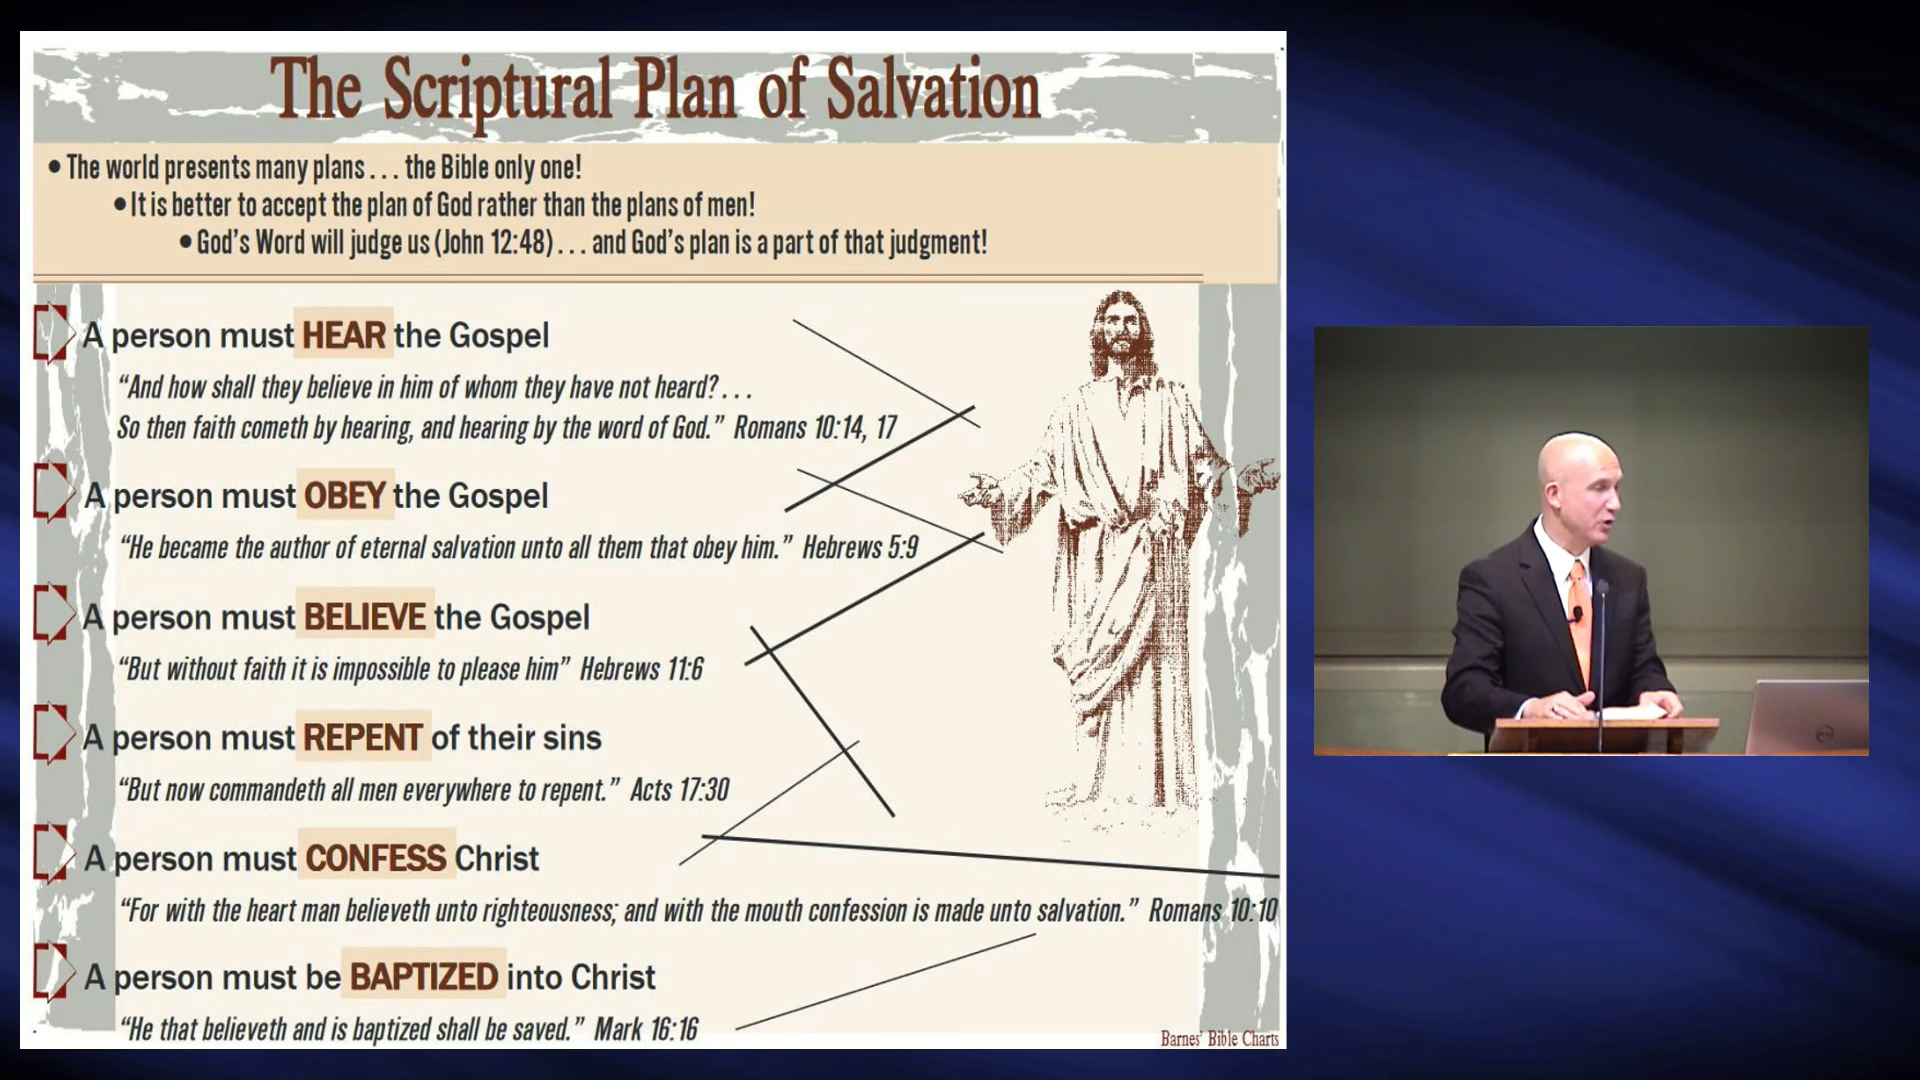 The Scriptural Plan of Salvation
• The world presents many plans . . . the Bible only one!
• It is better to accept the plan of God rather than the plans of men!
• God's Word will judge us (John 12:48) . . . and God's plan is a part of that judgment!
A person must HEAR the Gospel
“And how shall they believe in him of whom they have not heard? . . .
So then faith cometh by hearing, and hearing by the word of God.” Romans 10:14, 17
A person must OBEY the Gospel
“He became the author of eternal salvation unto all them that obey him.” Hebrews 5:9
A person must BELIEVE the Gospel
“But without faith it is impossible to please him” Hebrews 11:6
A person must REPENT of their sins
“But now commandeth all men everywhere to repent.” Acts 17:30
A person must CONFESS Christ
“For with the heart man believeth unto righteousness; and with the mouth confession is made unto salvation.” Romans 10:10
A person must be BAPTIZED into Christ
“He that believeth and is baptized shall be saved.” Mark 16:16
Barnes' Bible Charts